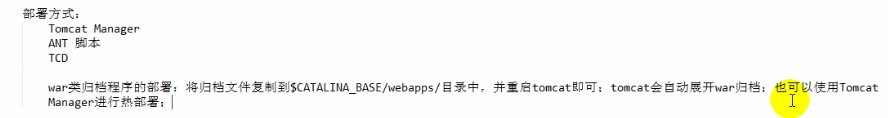 部署方式:
Tomcat Manager
ANT 脚本
TCD
war类归档程序的部署: 将归档文件复制到$CATALINA_BASE/webapps/目录中, 并重启tomcat即可; tomcat会自动展开war归档; 也可以使用Tomcat
Manager进行热部署;